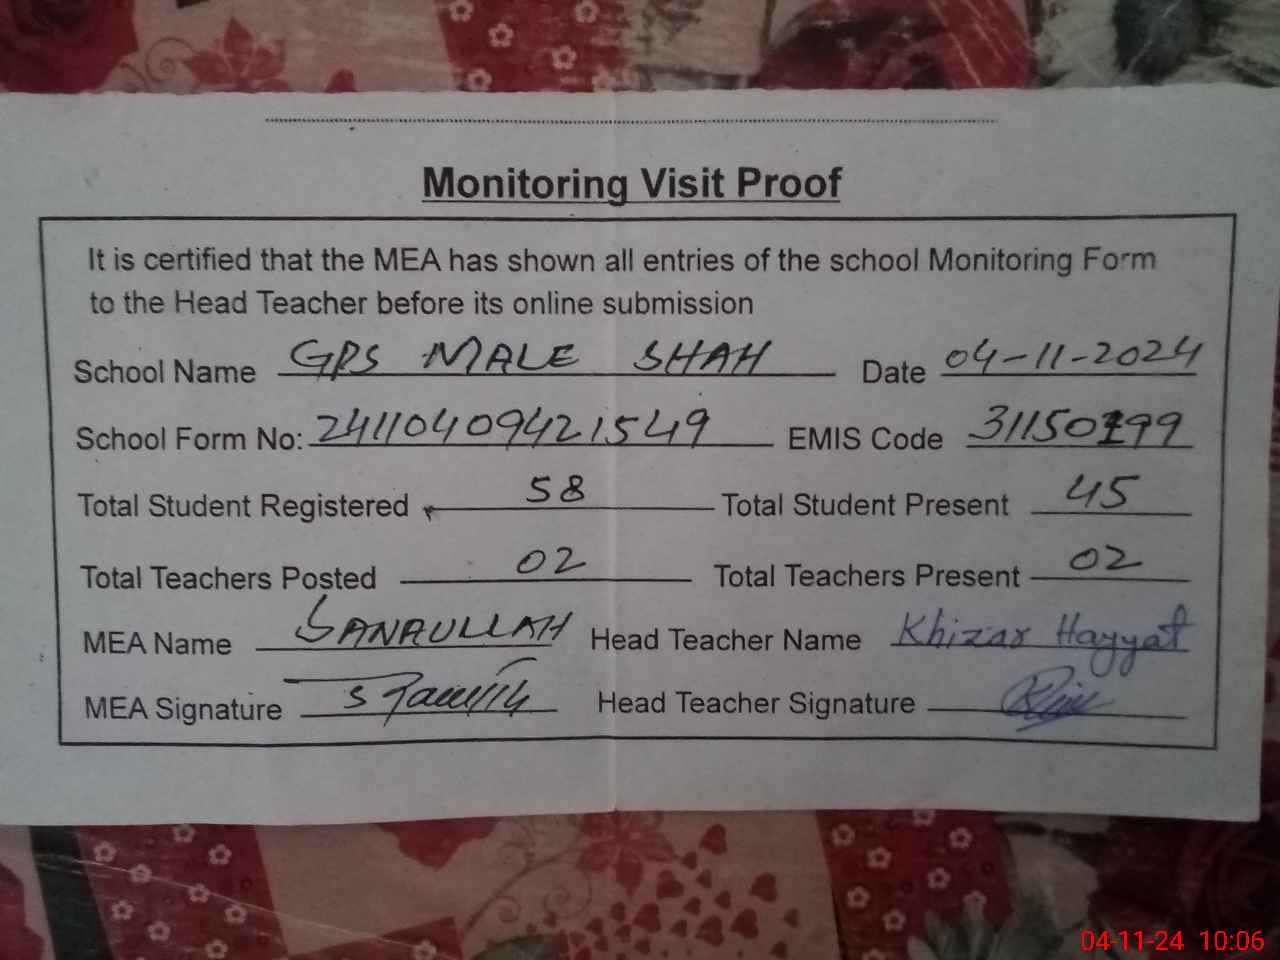 Monitoring Visit Proof
It is certified that the MEA has shown all entries of the school Monitoring Form
to the Head Teacher before its online submission
School Name GPS MALE SHAH Date 04-11-2024
School Form No: 24110409421549 EMIS Code 31150199
Total Student Registered 58 Total Student Present 45
Total Teachers Posted 02 Total Teachers Present 02
MEA Name SANAULLAH Head Teacher Name Khizar Hayyat
MEA Signature Head Teacher Signature
04-11-24 10:06